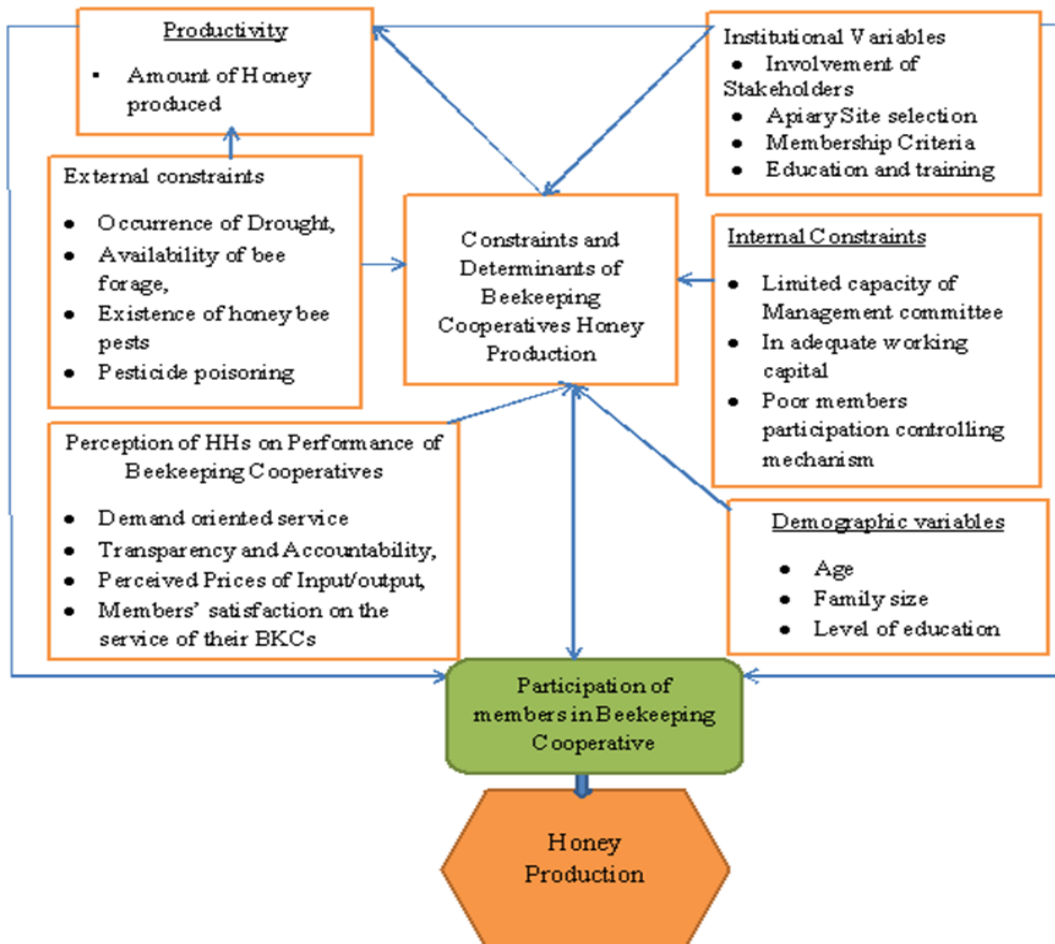 Productivity
▪ Amount of Honey
produced
Institutional Variables
● Involvement of
Stakeholders
● Apiary Site selection
● Membership Criteria
● Education and training
External constraints
● Occurrence of Drought,
● Availability of bee
forage,
● Existence of honey bee
pests
● Pesticide poisoning
Constraints and
Determinants of
Beekeeping
Cooperatives Honey
Production
Internal Constraints
● Limited capacity of
Management committee
● In adequate working
capital
● Poor members
participation controlling
mechanism
Perception of HHs on Performance of
Beekeeping Cooperatives
● Demand oriented service
● Transparency and Accountability,
● Perceived Prices of Input/output,
● Members’ satisfaction on the
service of their BKCs
Demographic variables
● Age
● Family size
● Level of education
Participation of
members in Beekeeping
Cooperative
Honey
Production